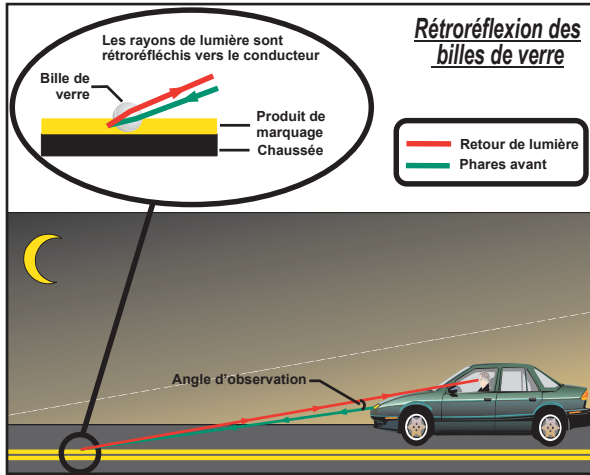 Rétroréflexion des
billes de verre
Les rayons de lumière sont
rétroréfléchis vers le conducteur
Bille de
verre
Produit de
marquage
Chaussée
Retour de lumière
Phares avant
Angle d'observation